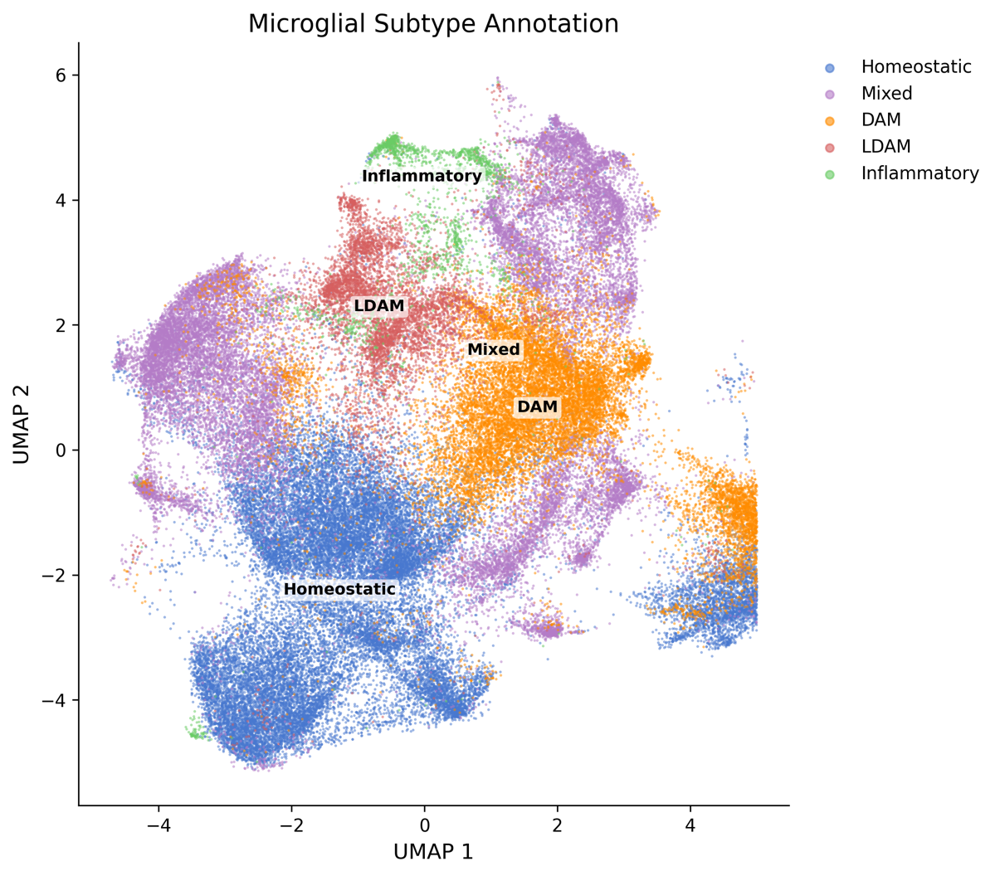 Microglial Subtype Annotation
Homeostatic
Mixed
DAM
LDAM
Inflammatory
6
4
2
0
−2
−4
UMAP 2
Inflammatory
LDAM
Mixed
DAM
Homeostatic
−4
−2
0
2
4
UMAP 1